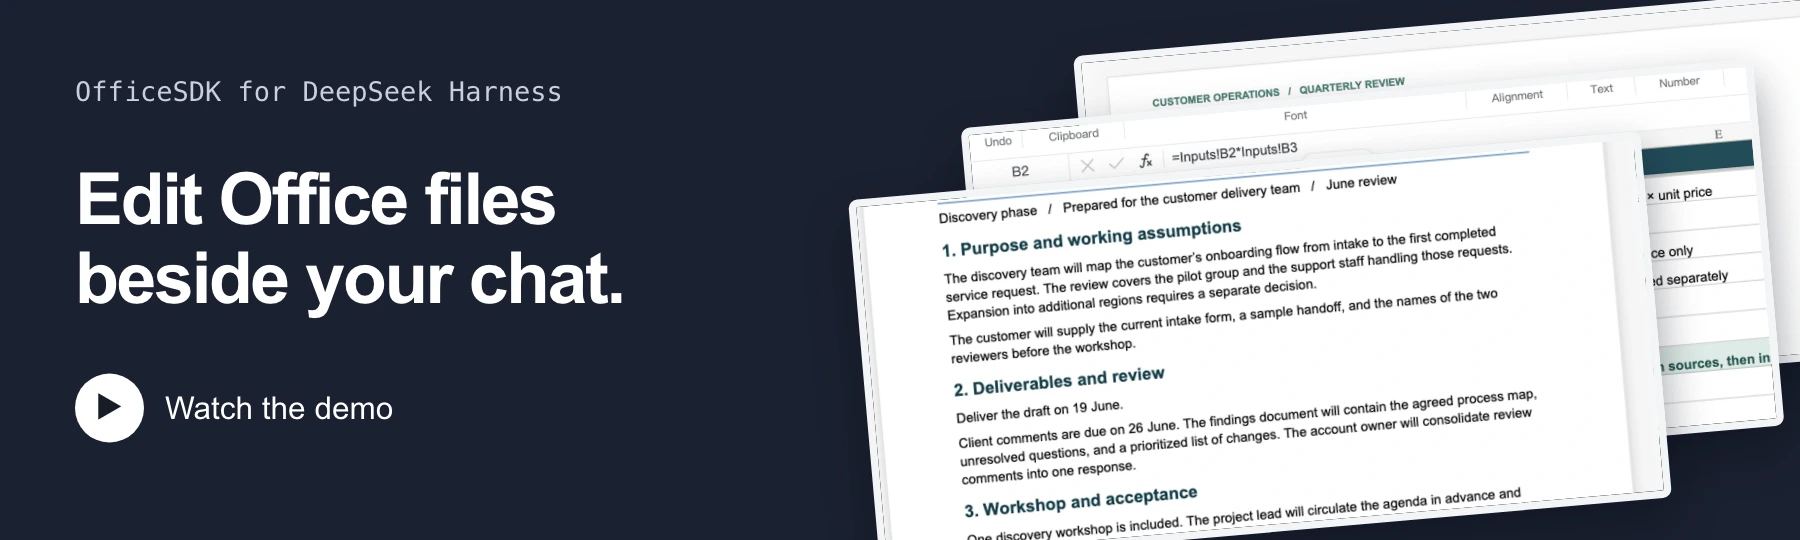 OfficeSDK for DeepSeek Harness
Edit Office files
beside your chat.
Watch the demo
CUSTOMER OPERATIONS / QUARTERLY REVIEW
Undo
Clipboard
Font
Alignment
Text
Number
B2
fx
=Inputs!B2*Inputs!B3
E
× unit price
ce only
ed separately
sources, then in
Discovery phase / Prepared for the customer delivery team / June review
1. Purpose and working assumptions
The discovery team will map the customer's onboarding flow from intake to the first completed
service request. The review covers the pilot group and the support staff handling those requests.
Expansion into additional regions requires a separate decision.
The customer will supply the current intake form, a sample handoff, and the names of the two
reviewers before the workshop.
2. Deliverables and review
Deliver the draft on 19 June.
Client comments are due on 26 June. The findings document will contain the agreed process map,
unresolved questions, and a prioritized list of changes. The account owner will consolidate review
comments into one response.
3. Workshop and acceptance
One discovery workshop is included. The project lead will circulate the agenda in advance and